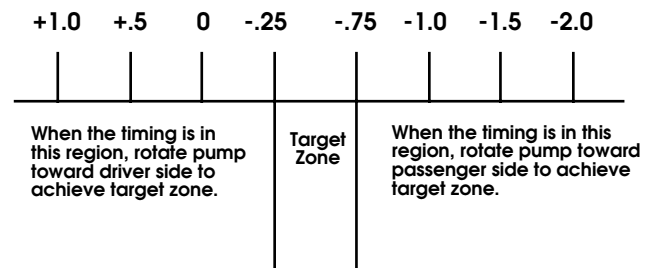 +1.0 +.5 0 -.25 -.75 -1.0 -1.5 -2.0
When the timing is in
this region, rotate pump
toward driver side to
achieve target zone.
Target
Zone
When the timing is in this
region, rotate pump toward
passenger side to achieve
target zone.